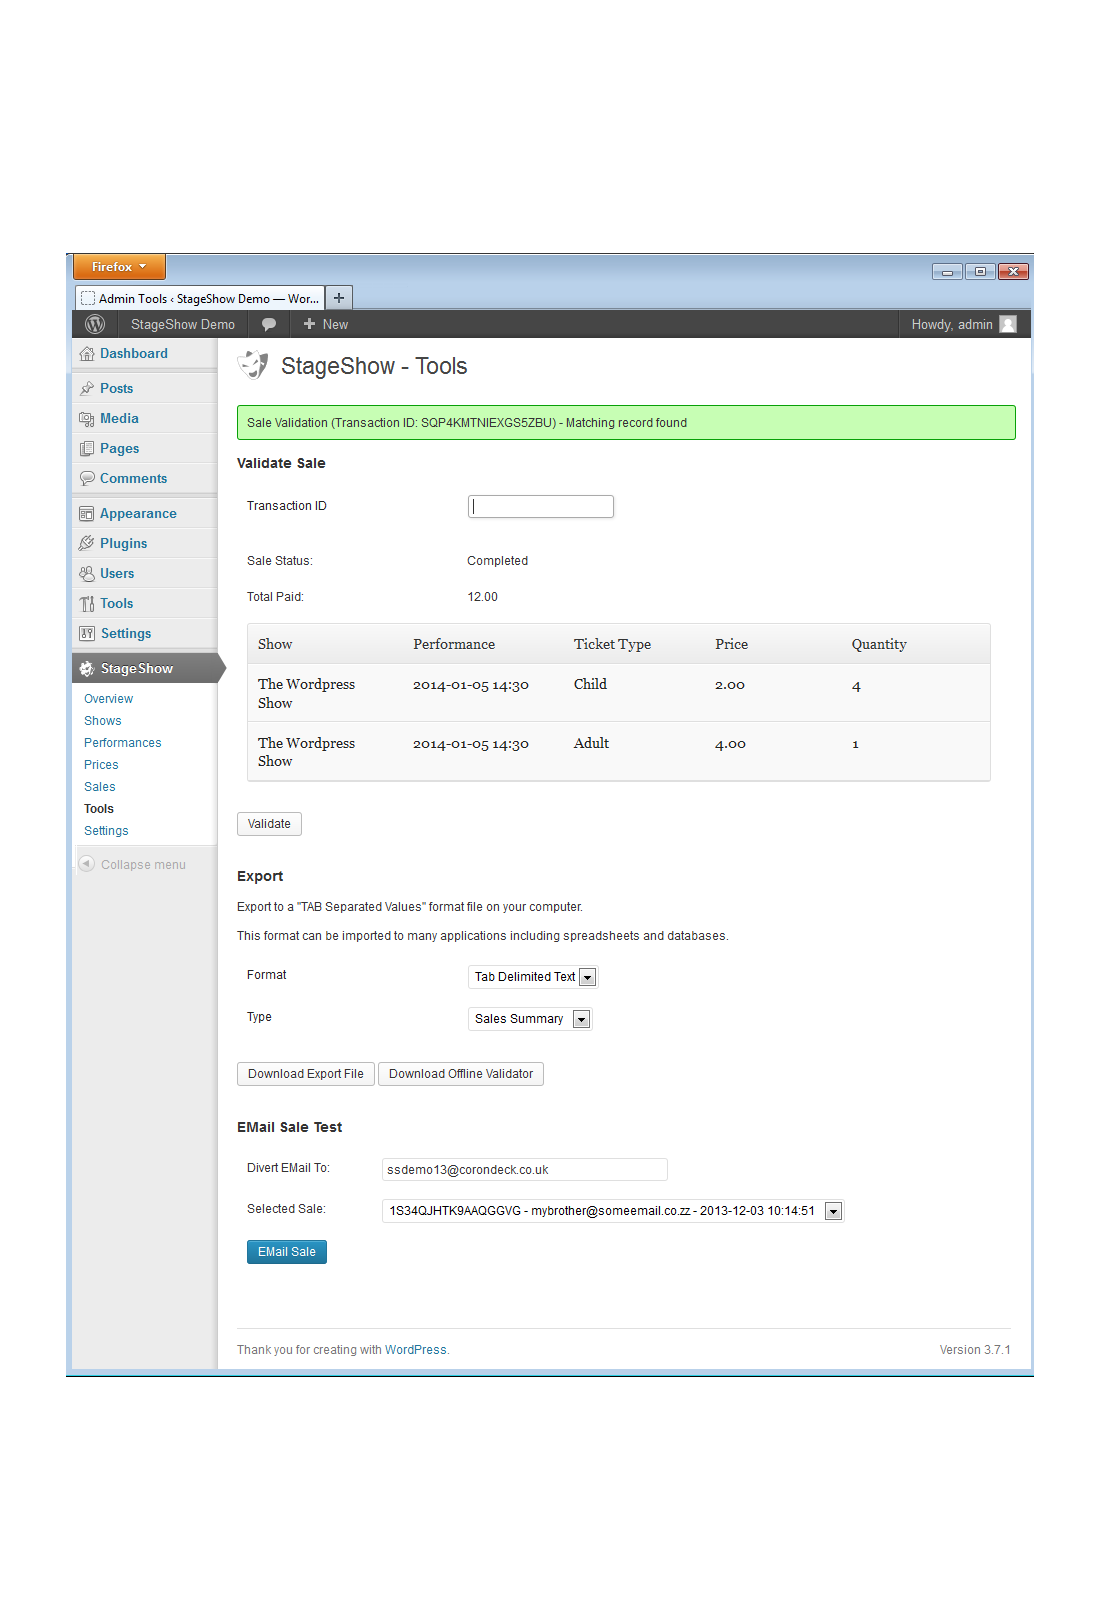 Firefox
Admin Tools ‹ StageShow Demo — Wor...
StageShow Demo
New
Howdy, admin
Dashboard
Posts
Media
Pages
Comments
Appearance
Plugins
Users
Tools
Settings
StageShow
Overview
Shows
Performances
Prices
Sales
Tools
Settings
Collapse menu
StageShow - Tools
Sale Validation (Transaction ID: SQP4KMTNIEXGS5ZBU) - Matching record found
Validate Sale
Transaction ID
Sale Status: Completed
Total Paid: 12.00
Show Performance Ticket Type Price Quantity
The Wordpress Show 2014-01-05 14:30 Child 2.00 4
The Wordpress Show 2014-01-05 14:30 Adult 4.00 1
Validate
Export
Export to a "TAB Separated Values" format file on your computer.
This format can be imported to many applications including spreadsheets and databases.
Format Tab Delimited Text
Type Sales Summary
Download Export File Download Offline Validator
EMail Sale Test
Divert EMail To: ssdemo13@corondeck.co.uk
Selected Sale: 1S34QJHTK9AAQGGVG - mybrother@someemail.co.zz - 2013-12-03 10:14:51
EMail Sale
Thank you for creating with WordPress. Version 3.7.1